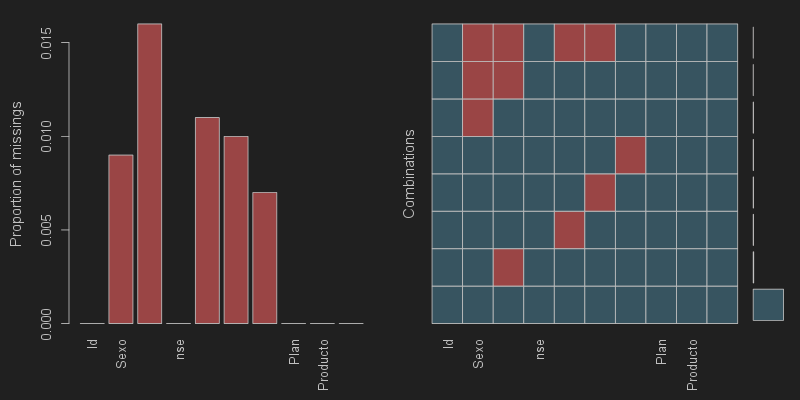 Proportion of missings
0.015
0.010
0.005
0.000
Id
Sexo
nse
Plan
Producto
Combinations
Id
Sexo
nse
Plan
Producto